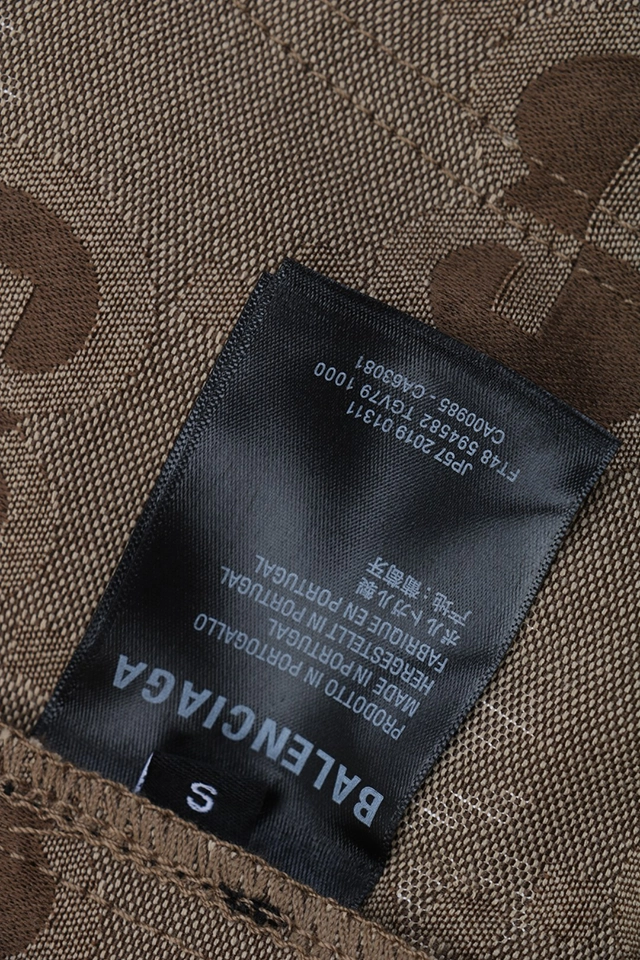 BALENCIAGA
S
PRODOTTO IN PORTOGALLO
MADE IN PORTUGAL
HERGESTELLT IN PORTUGAL
FABRIQUE EN PORTUGAL
ポルトガル製
产地：葡萄牙
JP57 2019 01311
FT48 594582 TGV79 1000
CA00985 - CA63081